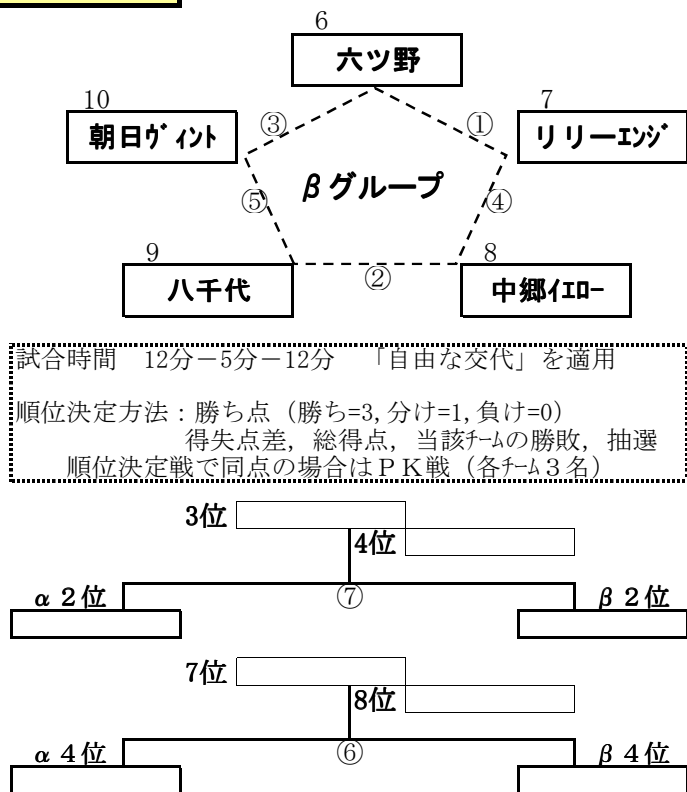 6
六ツ野
10
朝日ヴィント
③
①
7
リリーエンジ
βグループ
⑤
④
9
八千代
②
8
中郷イエロー
試合時間 12分－5分－12分 「自由な交代」を適用
順位決定方法：勝ち点（勝ち=3,分け=1,負け=0）
得失点差，総得点，当該チームの勝敗，抽選
順位決定戦で同点の場合はＰＫ戦（各チーム３名）
3位
4位
α２位
⑦
β２位
7位
8位
α４位
⑥
β４位